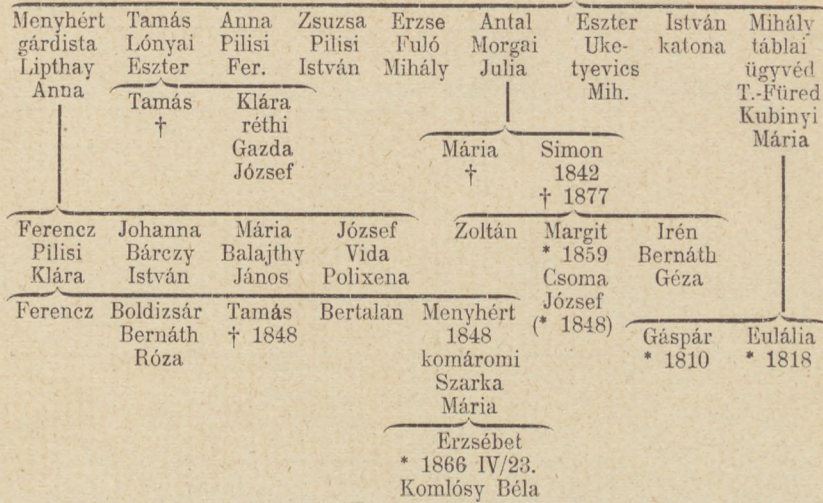 Menyhért Tamás Anna Zsuzsa Erzse Antal Eszter István Mihály
gárdista Lónyai Pilisi Pilisi Fuló Morgai Uke- katona táblai
Lipthay Eszter Fer. István Mihály Julia tyevics ügyvéd
Anna Mih. T.-Füred
Tamás Klára Kubinyi
† réthi Mária
Gazda
József
Mária Simon
† 1842
† 1877
Ferencz Johanna Mária József Zoltán Margit Irén
Pilisi Bárczy Balajthy Vida * 1859 Bernáth
Klára István János Polixena Csoma Géza
József
(* 1848)
Ferencz Boldizsár Tamás Bertalan Menyhért
Bernáth † 1848 1848
Róza komáromi
Szarka
Mária
Gáspár Eulália
* 1810 * 1818
Erzsébet
* 1866 IV/23.
Komlósy Béla